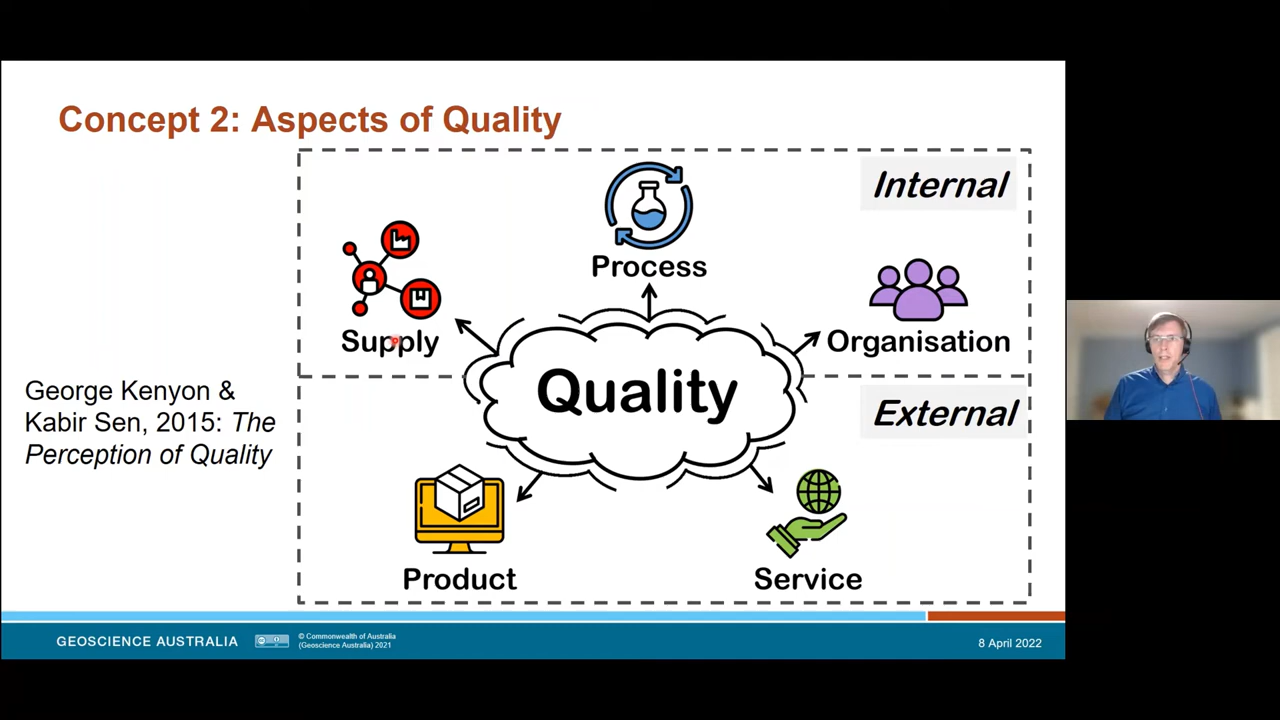 Concept 2: Aspects of Quality
Internal
Process
Supply
Organisation
Quality
George Kenyon &
Kabir Sen, 2015: The
Perception of Quality
External
Product
Service
GEOSCIENCE AUSTRALIA
© Commonwealth of Australia
(Geoscience Australia) 2021
8 April 2022